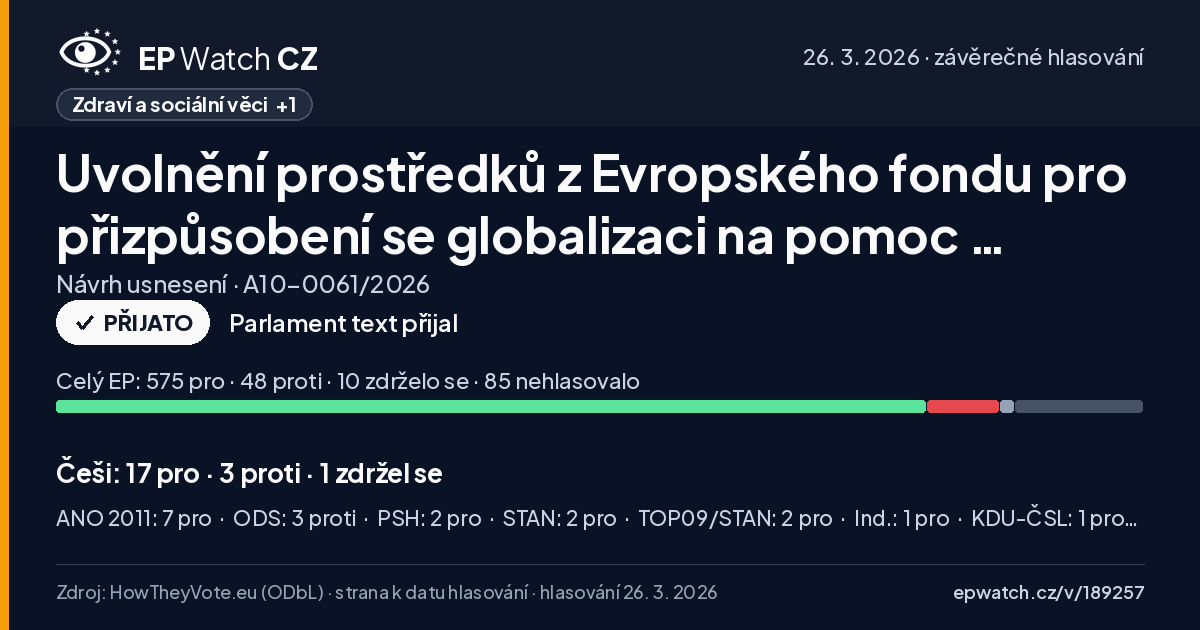 EP Watch CZ
26. 3. 2026 · závěrečné hlasování
Zdraví a sociální věci +1
Uvolnění prostředků z Evropského fondu pro
přizpůsobení se globalizaci na pomoc …
Návrh usnesení · A10-0061/2026
✓ PŘIJATO Parlament text přijal
Celý EP: 575 pro · 48 proti · 10 zdrželo se · 85 nehlasovalo
Češi: 17 pro · 3 proti · 1 zdržel se
ANO 2011: 7 pro · ODS: 3 proti · PSH: 2 pro · STAN: 2 pro · TOP09/STAN: 2 pro · Ind.: 1 pro · KDU-ČSL: 1 pro…
Zdroj: HowTheyVote.eu (ODbL) · strana k datu hlasování · hlasování 26. 3. 2026
epwatch.cz/v/189257